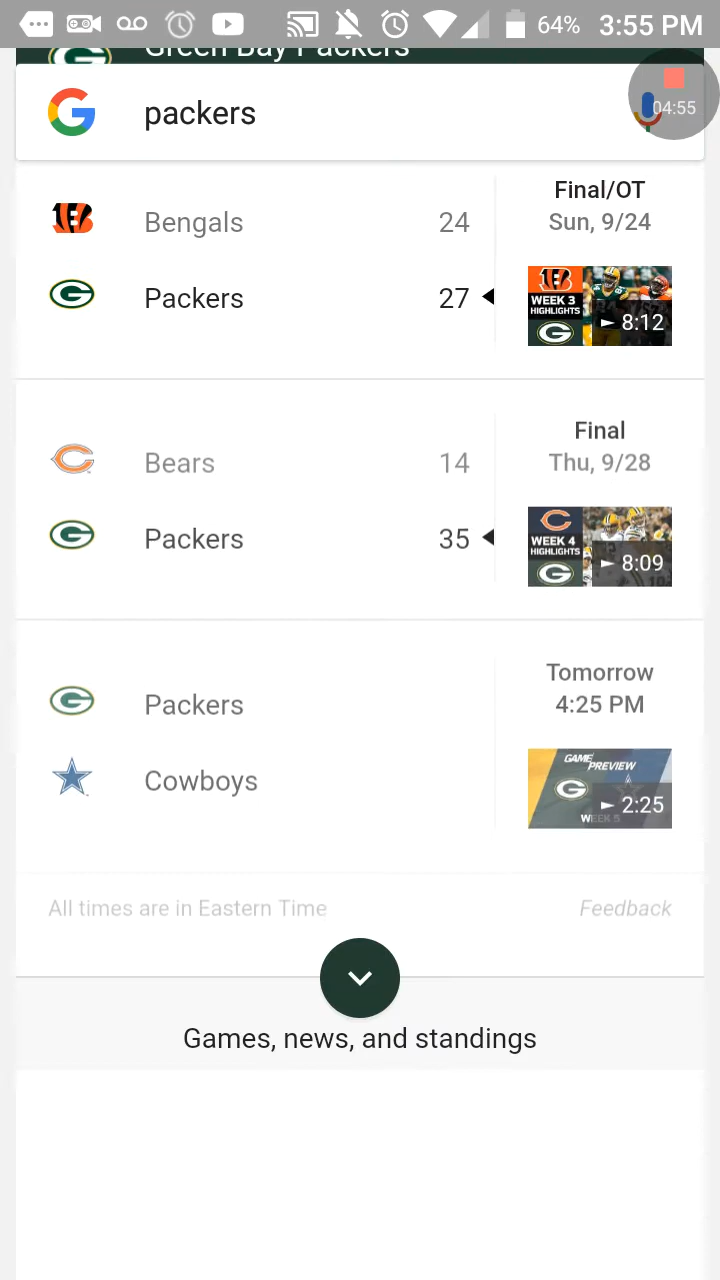 64% 3:55 PM
Green Bay Packers
packers
04:55
Bengals 24
Packers 27
Final/OT
Sun, 9/24
WEEK 3
HIGHLIGHTS
8:12
Bears 14
Packers 35
Final
Thu, 9/28
WEEK 4
HIGHLIGHTS
8:09
Packers
Cowboys
Tomorrow
4:25 PM
GAME PREVIEW
WEEK 5
2:25
All times are in Eastern Time
Feedback
Games, news, and standings